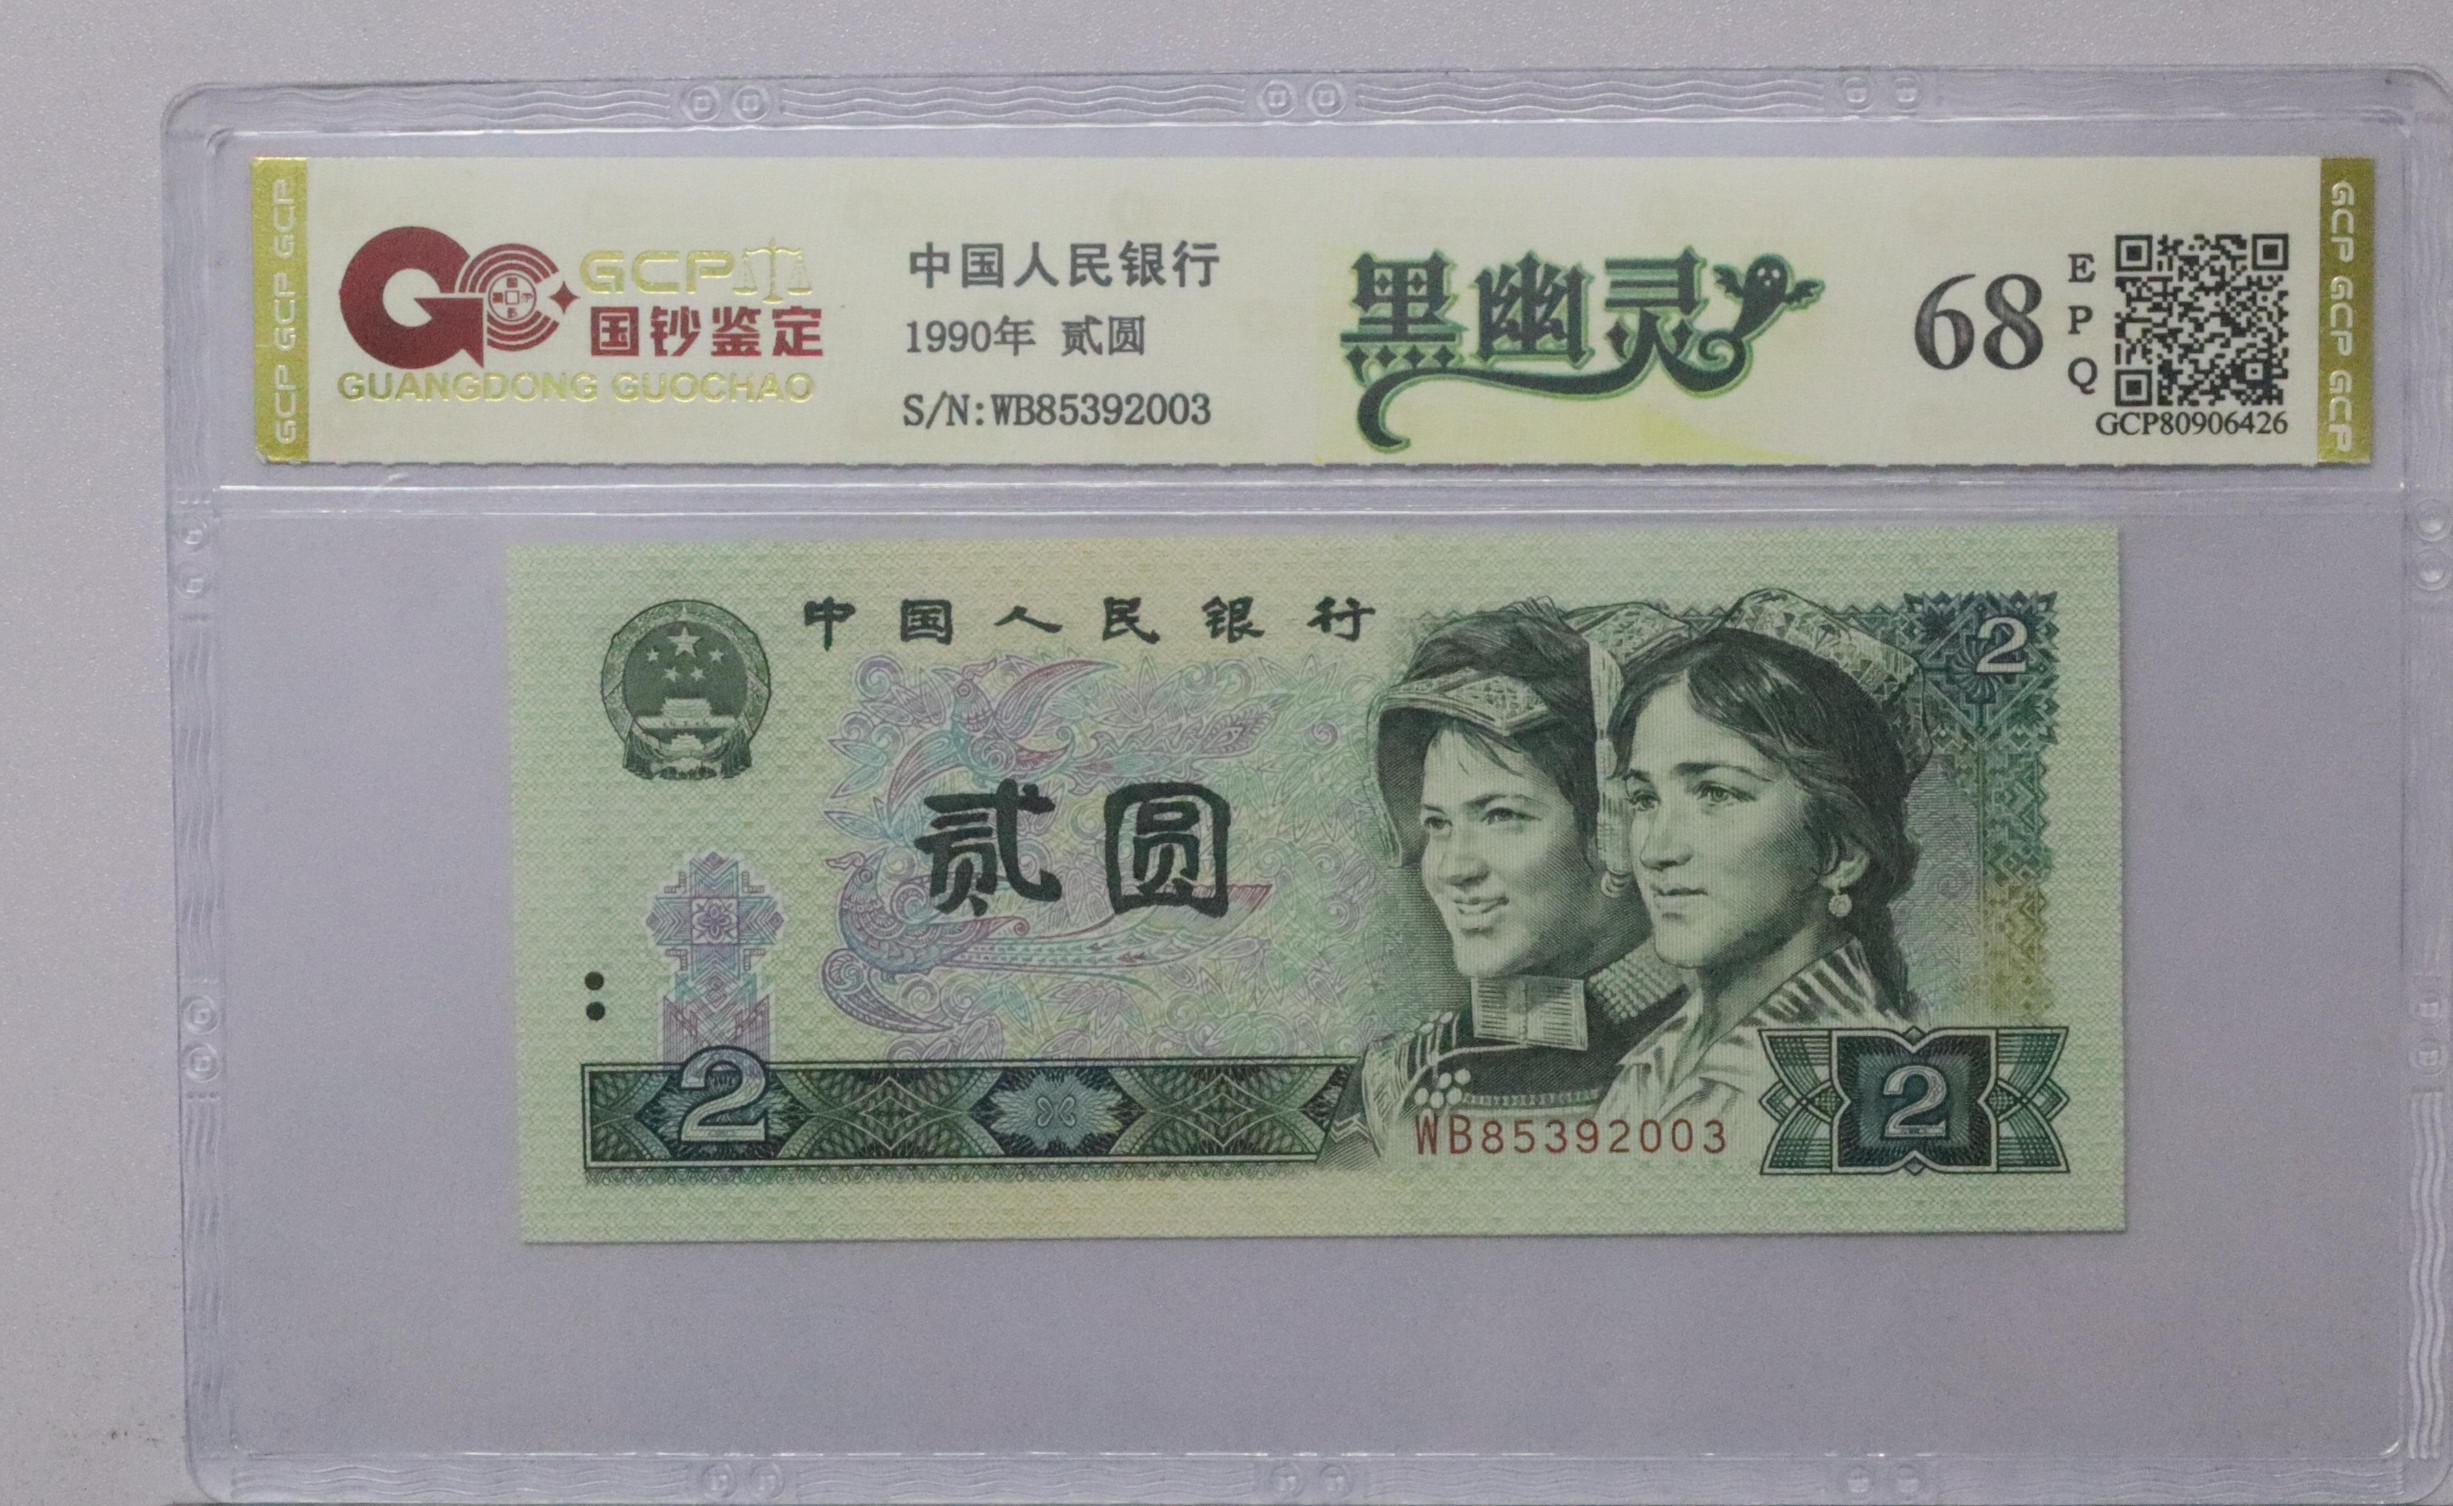 GCP GCP GCP
GCP
国钞鉴定
GUANGDONG GUOCHAO
中国人民银行
1990年 贰圆
S/N:WB85392003
黑幽灵
68
E
P
Q
GCP80906426
GCP GCP GCP
中国人民银行
2
贰圆
2
WB85392003
2